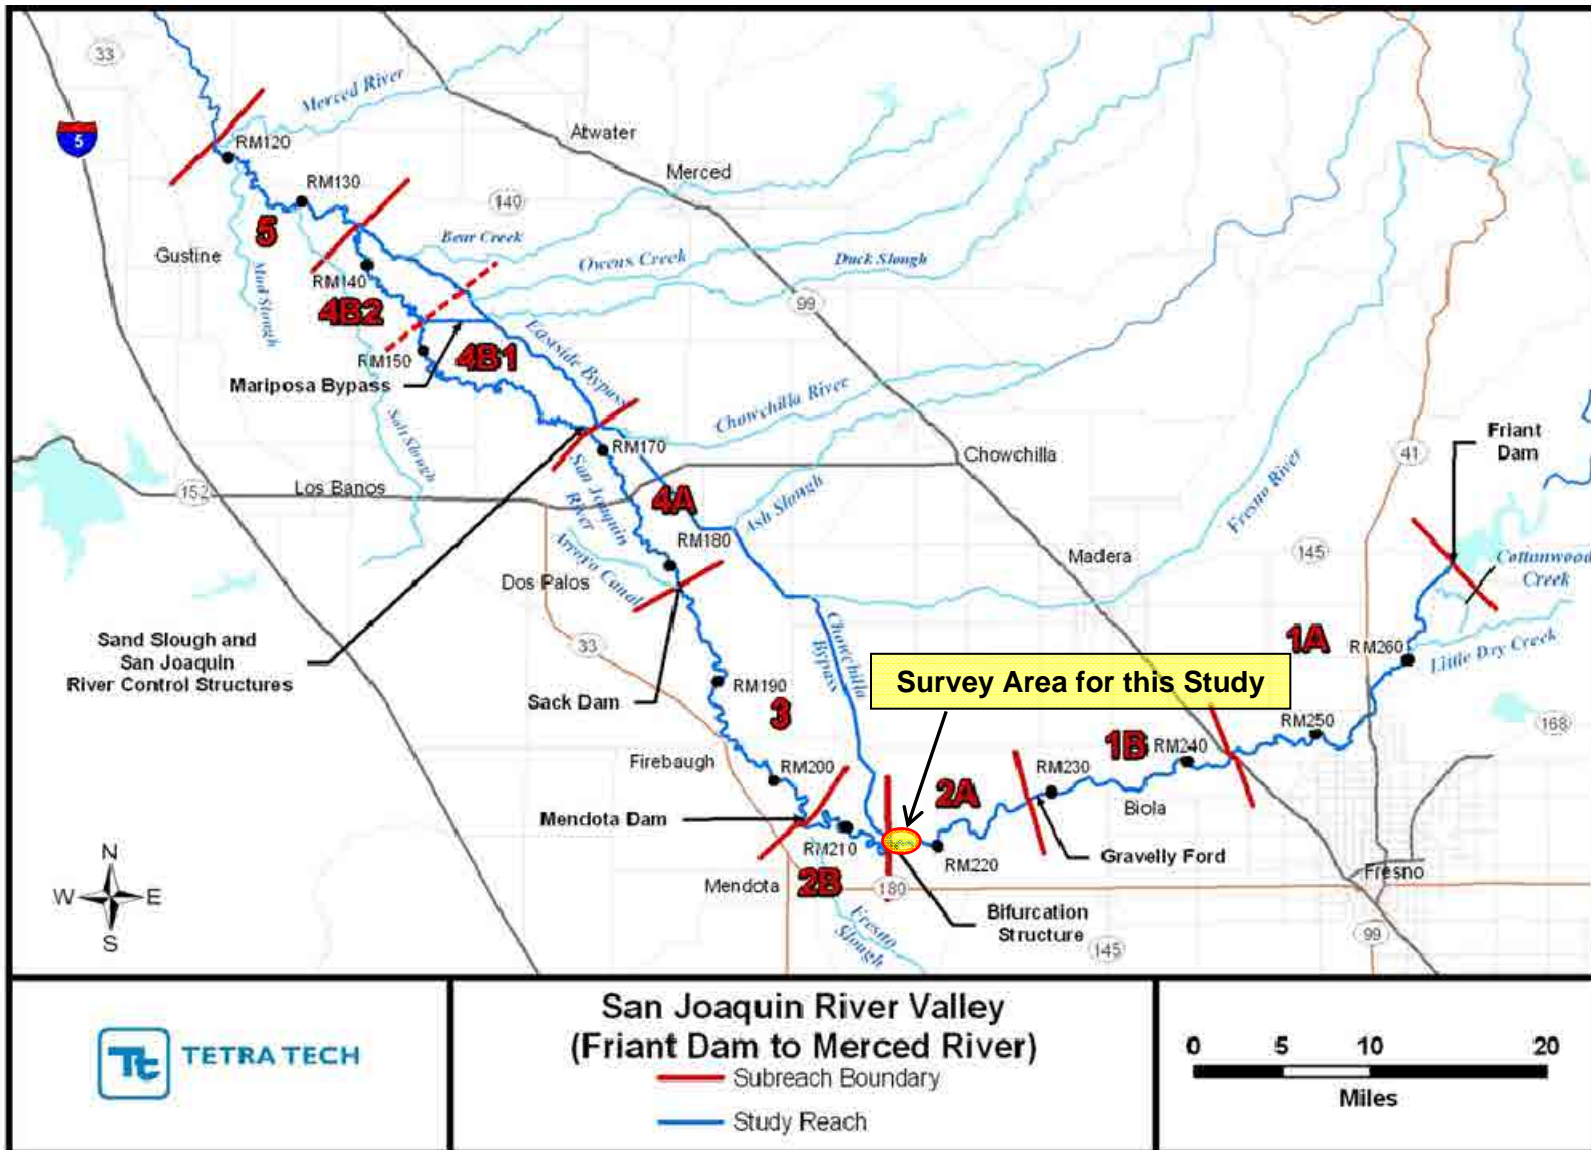 33
Merced River
5
RM120
Atwater
Merced
RM130
140
5
Gustine
Bear Creek
Owens Creek
Duck Slough
Mud Slough
RM140
4B2
99
Eastside Bypass
RM150
4B1
Mariposa Bypass
Salt Slough
Chowchilla River
Friant
Dam
41
RM170
Chowchilla
San Joaquin
River
152
Los Banos
4A
Ash Slough
Fresno River
RM180
Arroyo Canal
Madera
145
Cottonwood
Creek
Dos Palos
Chowchilla
Bypass
Sand Slough and
San Joaquin
River Control Structures
33
1A
RM260
Little Dry Creek
Survey Area for this Study
RM190
Sack Dam
3
168
RM250
1B
RM240
Firebaugh
RM200
2A
RM230
Biola
Mendota Dam
RM210
RM220
Gravelly Ford
N
W
E
S
Mendota
2B
180
Fresno
Fresno
Slough
Bifurcation
Structure
145
99
TETRA TECH
San Joaquin River Valley
(Friant Dam to Merced River)
Subreach Boundary
Study Reach
0 5 10 20
Miles